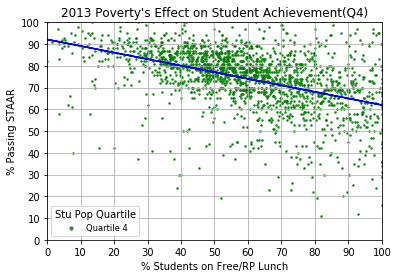 2013 Poverty's Effect on Student Achievement(Q4)
100
90
80
70
60
50
40
30
20
10
0
% Passing STAAR
Stu Pop Quartile
Quartile 4
0 10 20 30 40 50 60 70 80 90 100
% Students on Free/RP Lunch